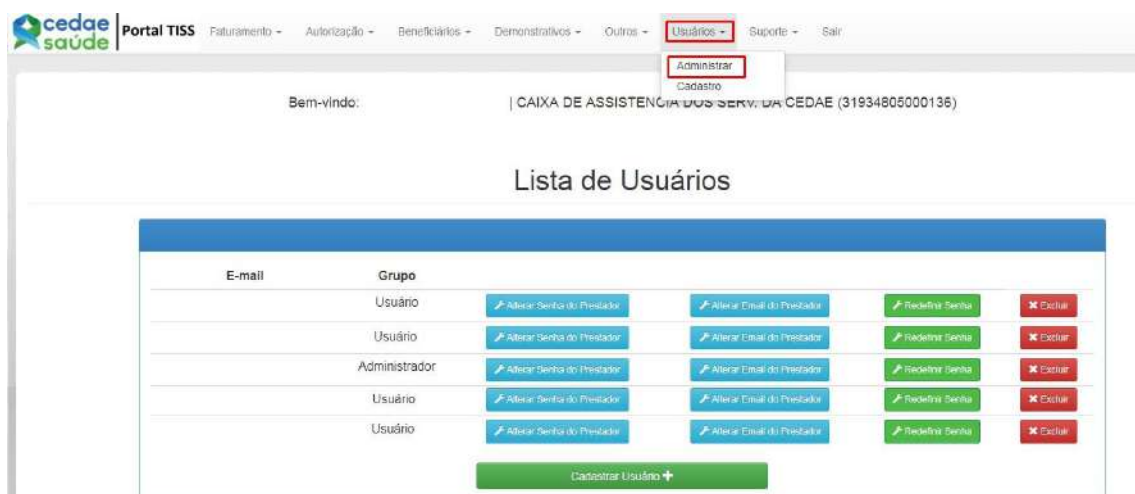 cedae saúde Portal TISS Faturamento Autorização Beneficiários Demonstrativos Outros Usuários Suporte Sair
Administrar
Cadastro
Bem-vindo: | CAIXA DE ASSISTENCIA DOS SERV. DA CEDAE (31934805000136)
Lista de Usuários
E-mail Grupo
Usuário Alterar Senha do Prestador Alterar Email do Prestador Redefinir Senha Excluir
Usuário Alterar Senha do Prestador Alterar Email do Prestador Redefinir Senha Excluir
Administrador Alterar Senha do Prestador Alterar Email do Prestador Redefinir Senha Excluir
Usuário Alterar Senha do Prestador Alterar Email do Prestador Redefinir Senha Excluir
Usuário Alterar Senha do Prestador Alterar Email do Prestador Redefinir Senha Excluir
Cadastrar Usuário +